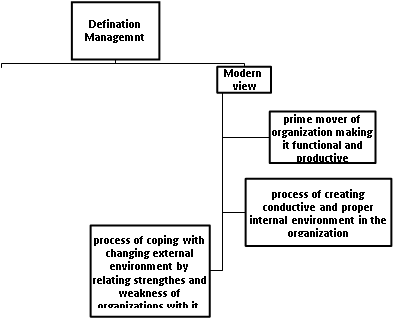 Defination
Managemnt
Modern
view
prime mover of
organization making
it functional and
productive
process of creating
conductive and proper
internal environment in the
organization
process of coping with
changing external
environment by
relating strengthes and
weakness of
organizations with it